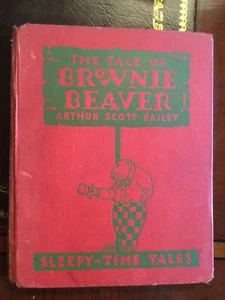 THE TALE OF
BROWNIE
BEAVER
ARTHUR SCOTT BAILEY
SLEEPY-TIME TALES